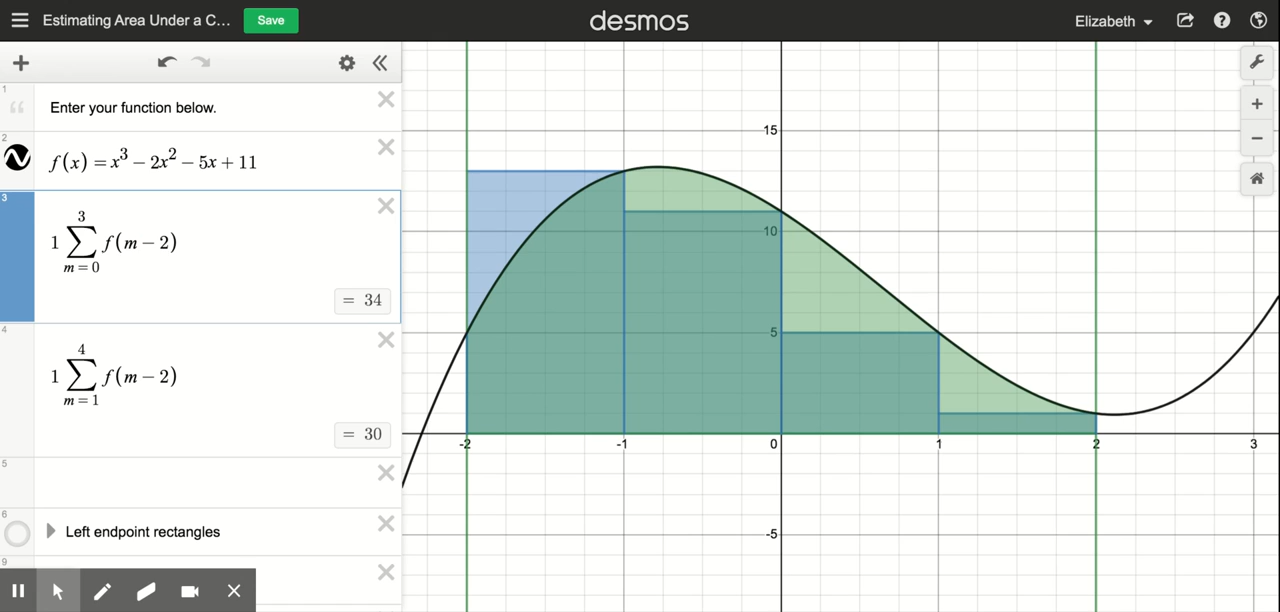 Estimating Area Under a C... Save desmos Elizabeth
1 Enter your function below.
2 f(x) = x³ − 2x² − 5x + 11
3
3
1 ∑ f(m − 2)
m = 0
= 34
4
4
1 ∑ f(m − 2)
m = 1
= 30
5
6 Left endpoint rectangles
9
15
10
5
-2 -1 0 1 2 3
-5